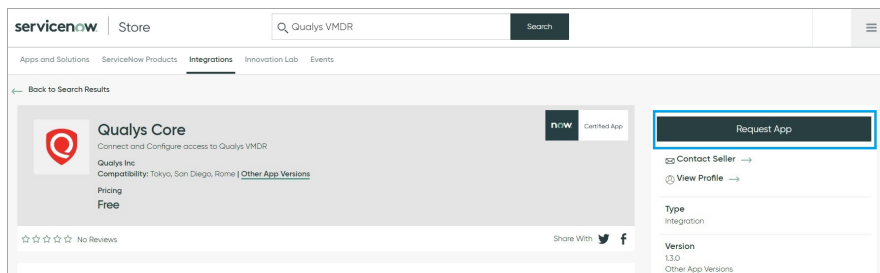 servicenow Store
Qualys VMDR
Search
Apps and Solutions ServiceNow Products Integrations Innovation Lab Events
← Back to Search Results
Qualys Core
Connect and Configure access to Qualys VMDR
Qualys Inc
Compatibility: Tokyo, San Diego, Rome | Other App Versions
Pricing
Free
now Certified App
No Reviews
Share With
Request App
Contact Seller →
View Profile →
Type
Integration
Version
1.3.0
Other App Versions